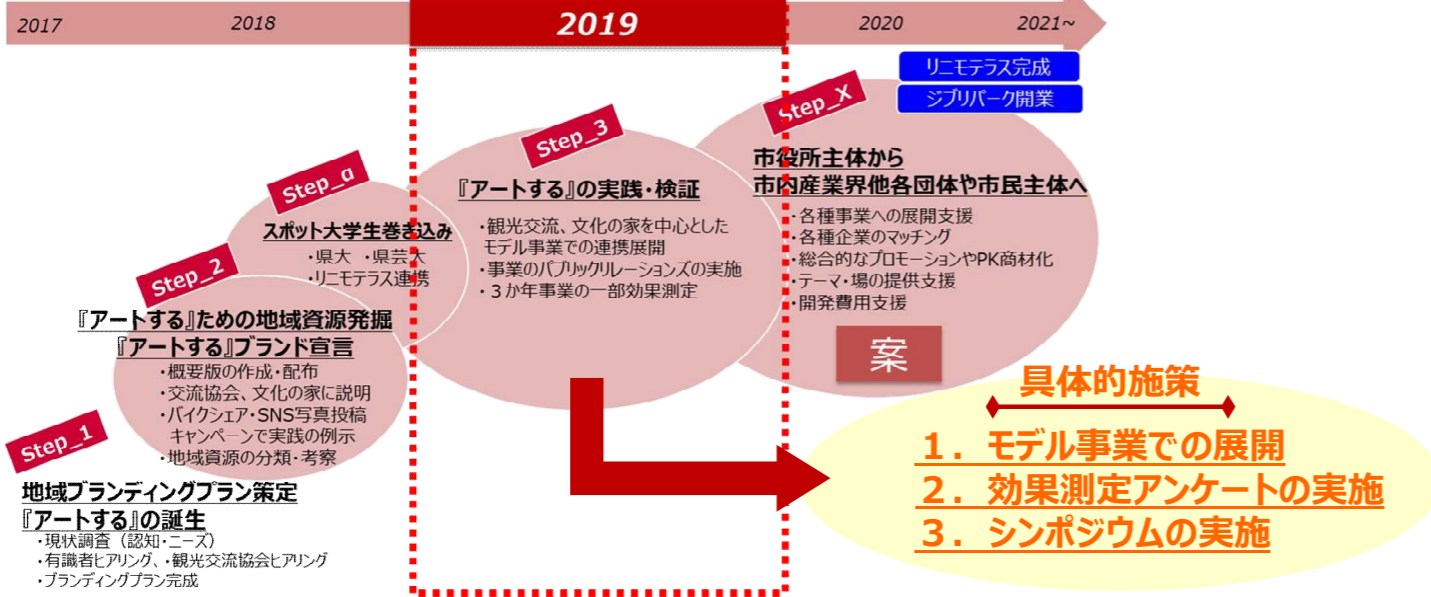 2017
2018
2019
2020
2021~
リニモテラス完成
ジブリパーク開業
Step_X
市役所主体から
市内産業界他各団体や市民主体へ
・各種事業への展開支援
・各種企業のマッチング
・総合的なプロモーションやPK商材化
・テーマ・場の提供支援
・開発費用支援
案
Step_3
『アートする』の実践・検証
・観光交流、文化の家を中心とした
モデル事業での連携展開
・事業のパブリックリレーションズの実施
・３か年事業の一部効果測定
Step_α
スポット大学生巻き込み
・県大 ・県芸大
・リニモテラス連携
Step_2
『アートする』ための地域資源発掘
『アートする』ブランド宣言
・概要版の作成・配布
・交流協会、文化の家に説明
・バイクシェア・SNS写真投稿
キャンペーンで実践の例示
・地域資源の分類・考察
Step_1
地域ブランディングプラン策定
『アートする』の誕生
・現状調査（認知・ニーズ）
・有識者ヒアリング、・観光交流協会ヒアリング
・ブランディングプラン完成
具体的施策
１．モデル事業での展開
２．効果測定アンケートの実施
３．シンポジウムの実施